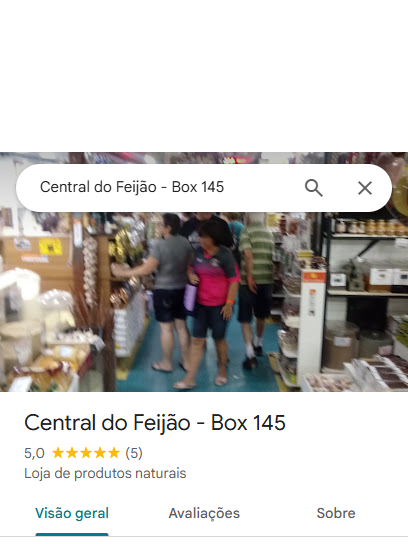 Central do Feijão - Box 145
Central do Feijão - Box 145
5,0 ★★★★★ (5)
Loja de produtos naturais
Visão geral Avaliações Sobre